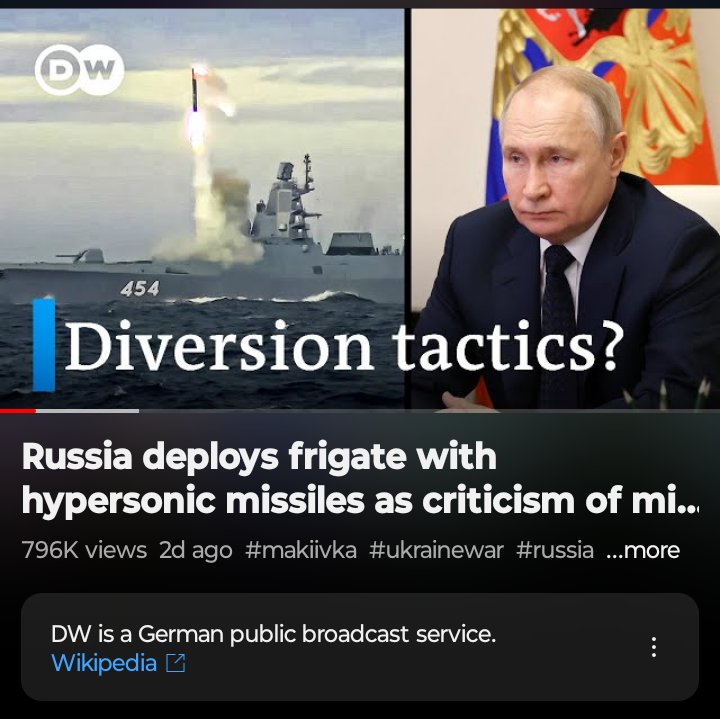 DW
454
Diversion tactics?
Russia deploys frigate with
hypersonic missiles as criticism of mi...
796K views 2d ago #makiivka #ukrainewar #russia ...more
DW is a German public broadcast service.
Wikipedia